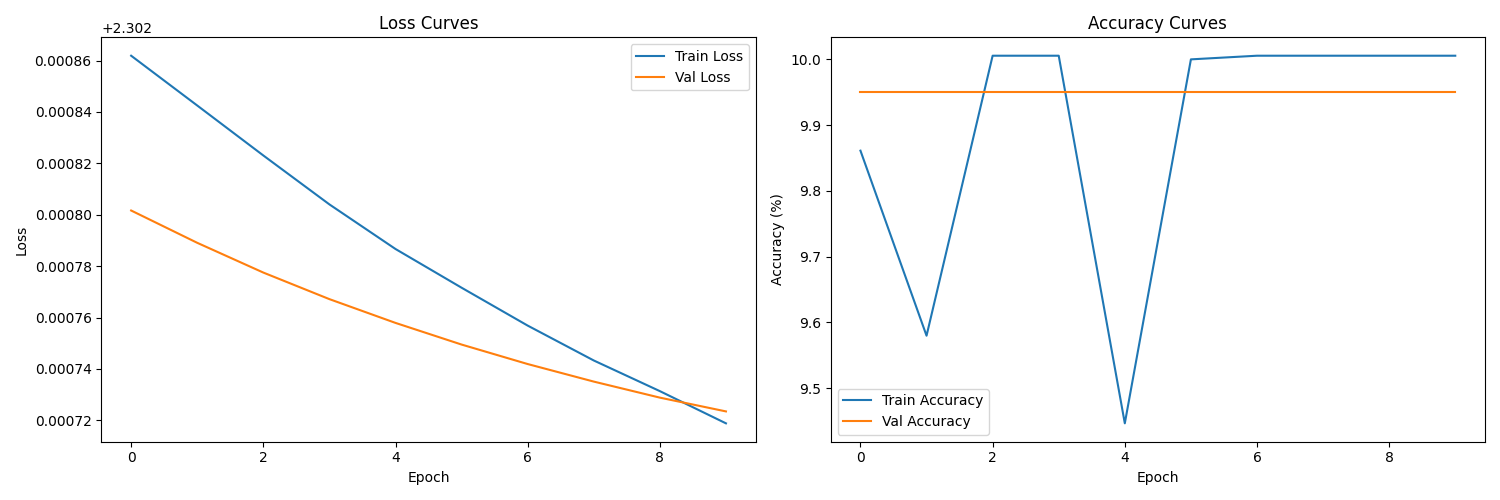 Loss Curves
+2.302
0.00086
0.00084
0.00082
0.00080
0.00078
0.00076
0.00074
0.00072
Loss
0 2 4 6 8
Epoch
Train Loss
Val Loss
Accuracy Curves
10.0
9.9
9.8
9.7
9.6
9.5
Accuracy (%)
0 2 4 6 8
Epoch
Train Accuracy
Val Accuracy